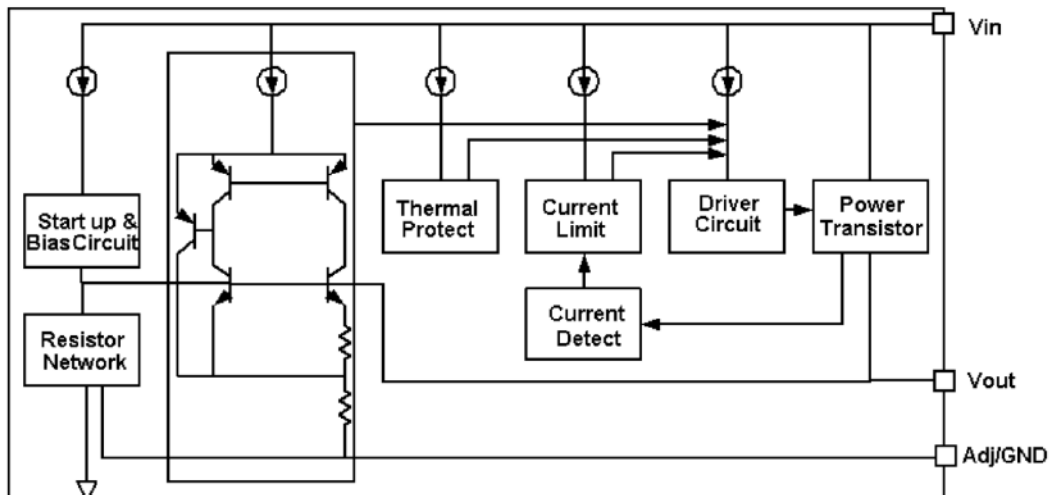 Vin
Start up &
Bias Circuit
Thermal
Protect
Current
Limit
Driver
Circuit
Power
Transistor
Resistor
Network
Current
Detect
Vout
Adj/GND